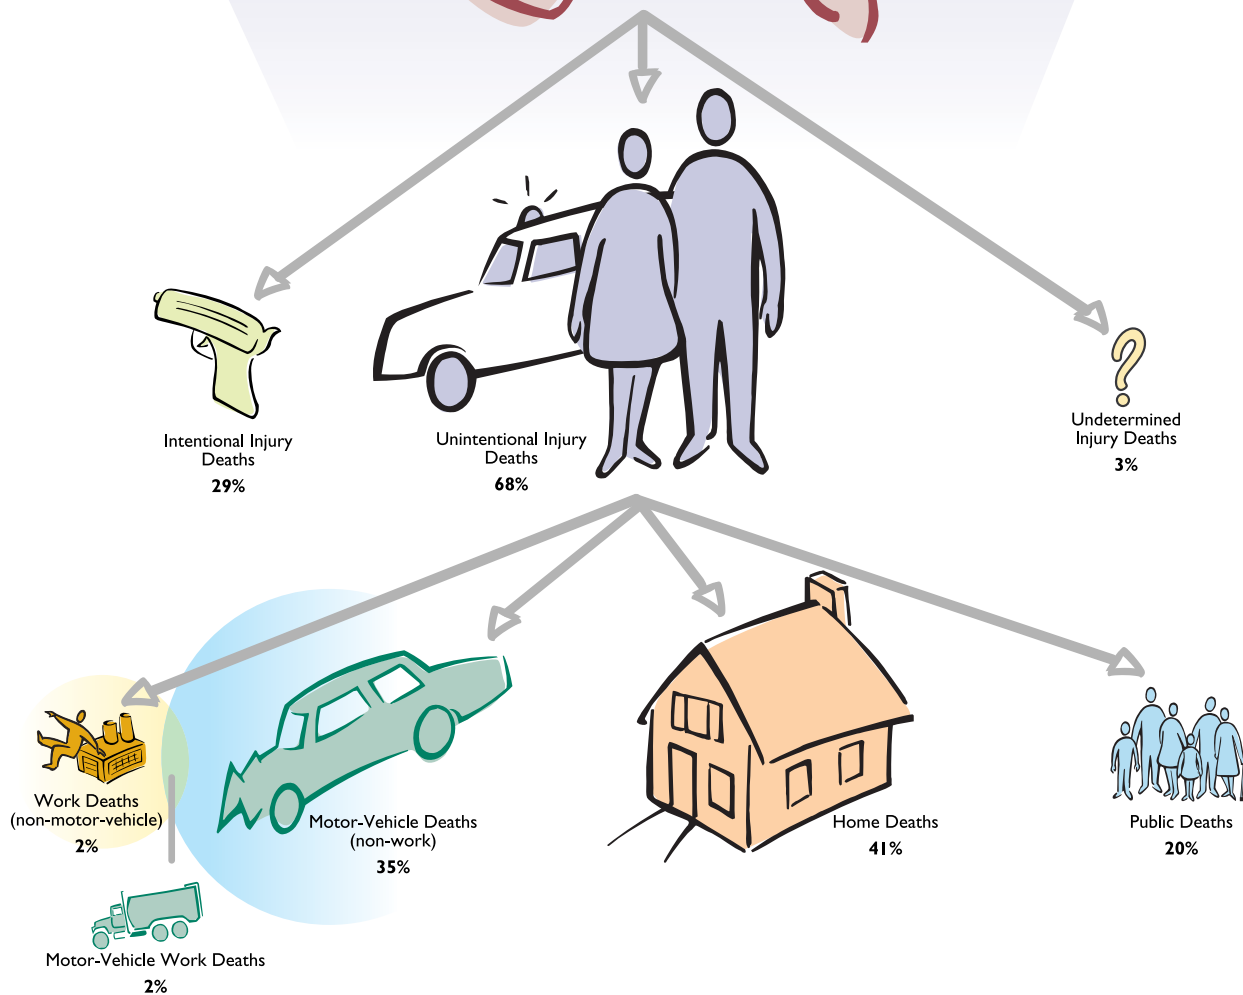 Intentional Injury
Deaths
29%
Unintentional Injury
Deaths
68%
Undetermined
Injury Deaths
3%
Work Deaths
(non-motor-vehicle)
2%
Motor-Vehicle Deaths
(non-work)
35%
Home Deaths
41%
Public Deaths
20%
Motor-Vehicle Work Deaths
2%